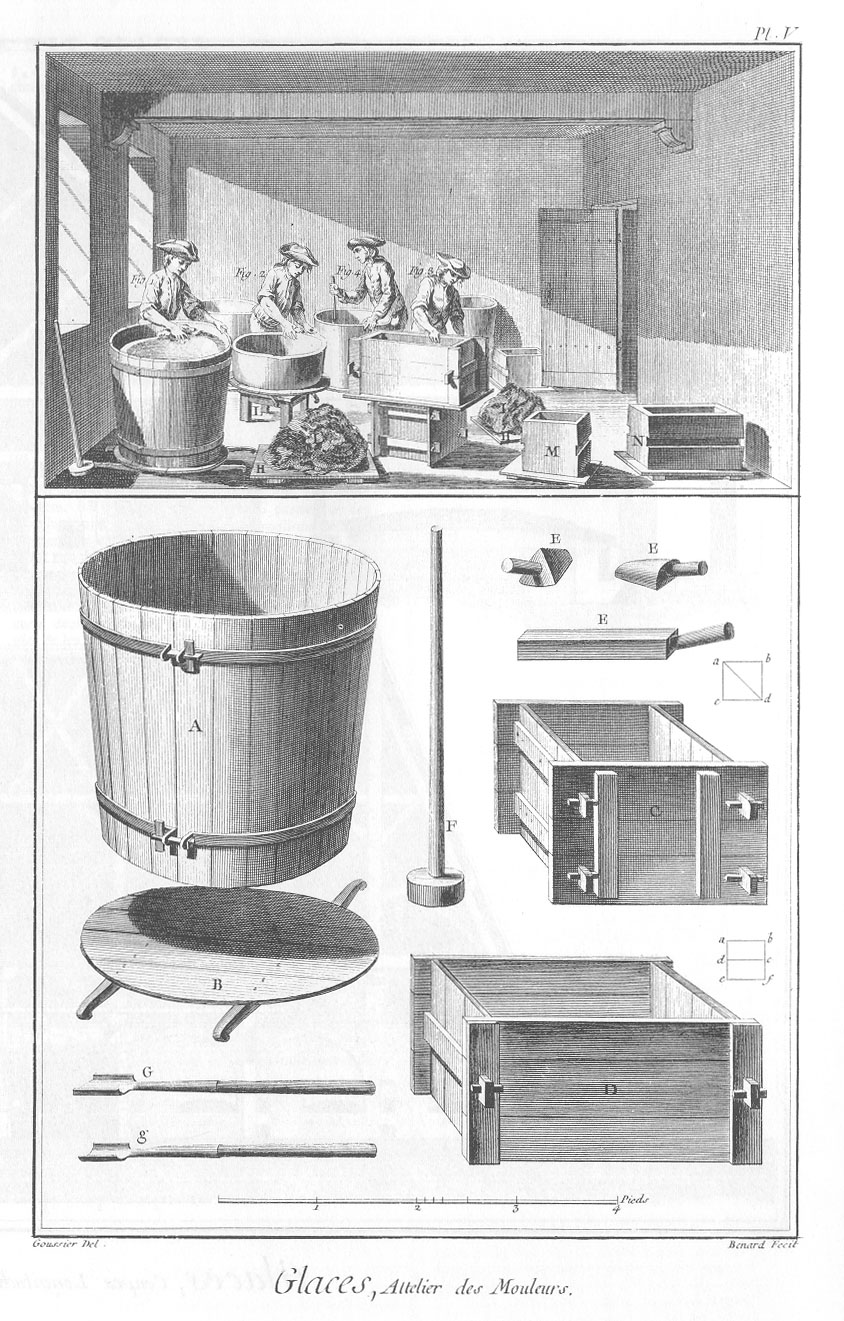 Pl. V
Fig. 1.
Fig. 2.
Fig. 4.
Fig. 3.
I
H
M
N
A
E
E
E
a b
c d
F
C
B
a b
d c
e f
D
G
g
1 2 3 4 Pieds
Goussier Del.
Benard Fecit
Glaces, Attelier des Mouleurs.